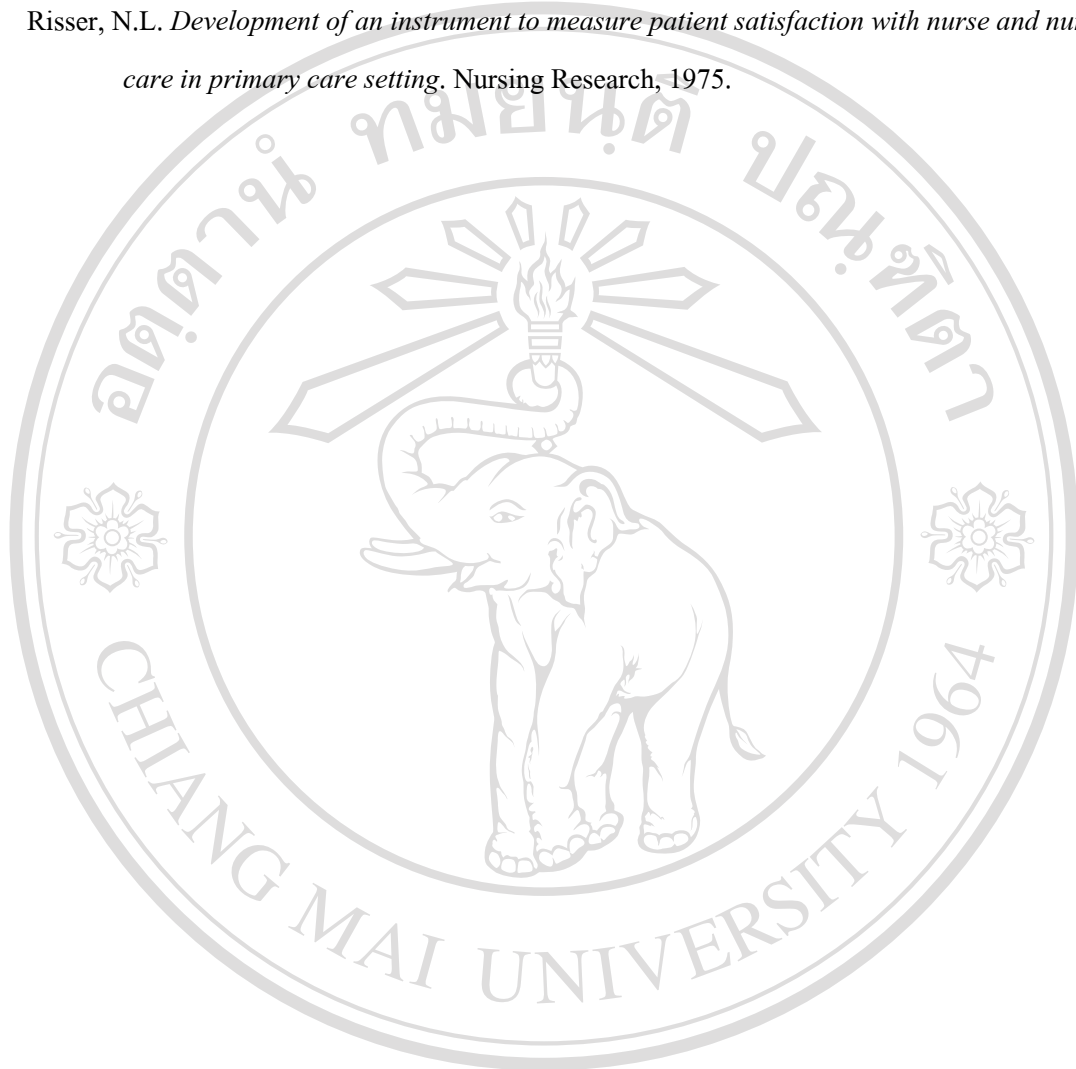 Risser, N.L. Development of an instrument to measure patient satisfaction with nurse and nur
care in primary care setting. Nursing Research, 1975.
อตฺตานํ ทมยนฺติ ปณฺฑิตา
CHIANG MAI UNIVERSITY 1964